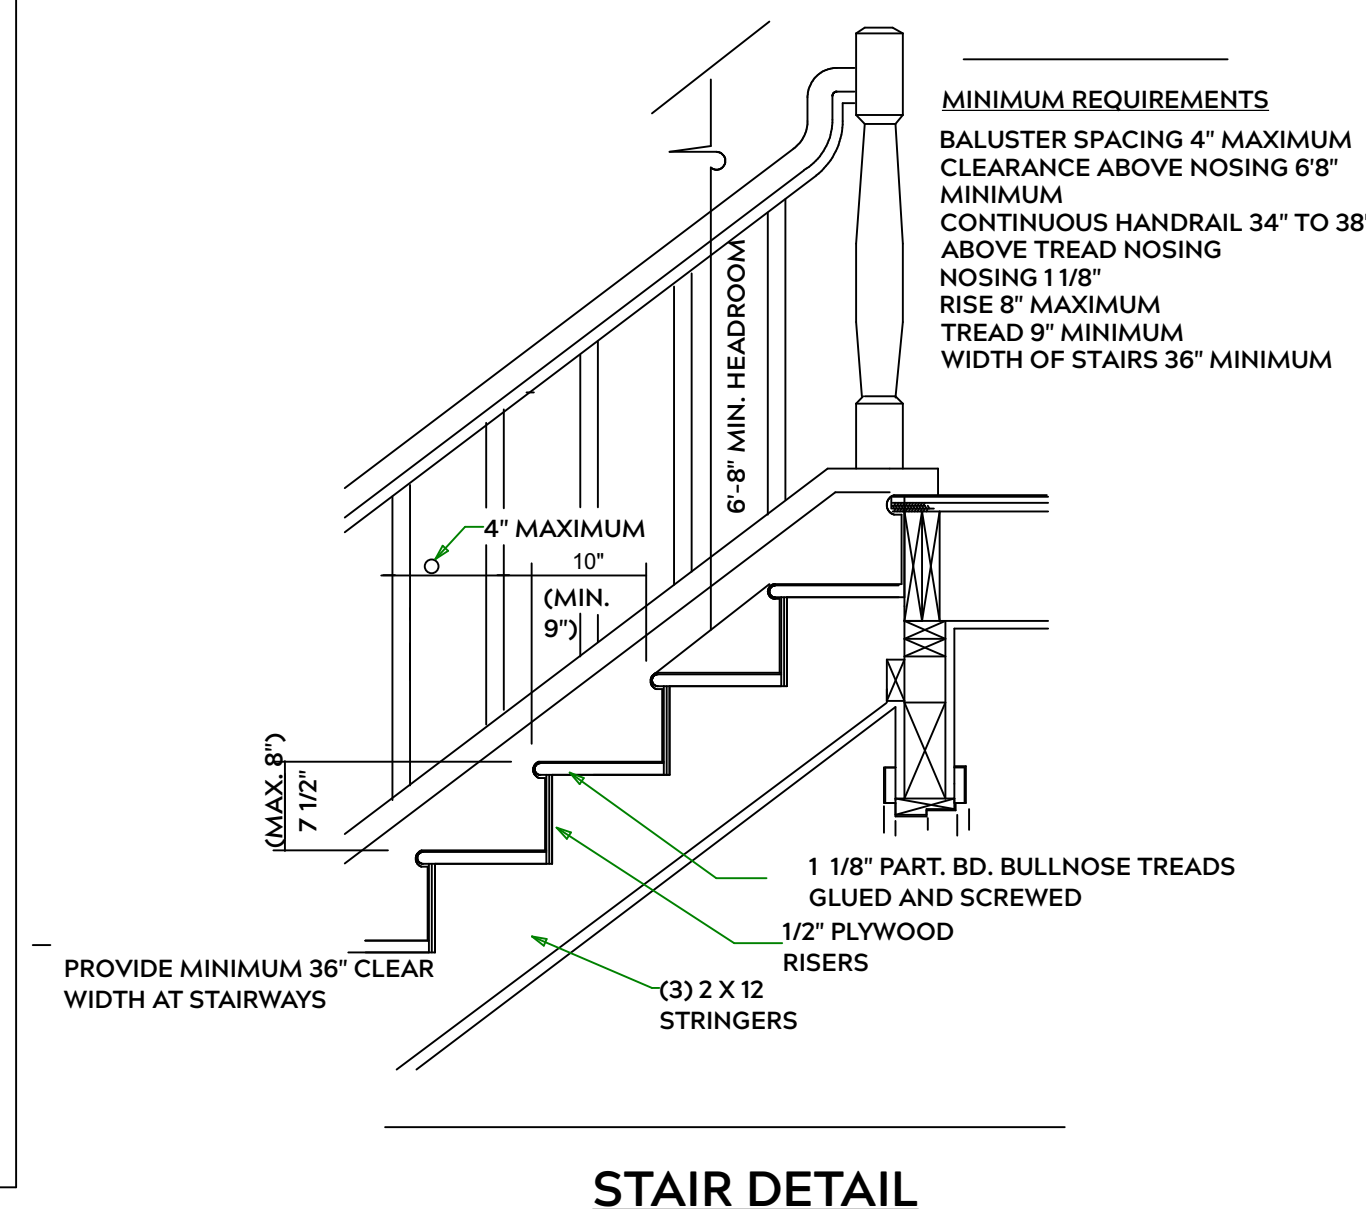 MINIMUM REQUIREMENTS
BALUSTER SPACING 4" MAXIMUM
CLEARANCE ABOVE NOSING 6'8"
MINIMUM
CONTINUOUS HANDRAIL 34" TO 38"
ABOVE TREAD NOSING
NOSING 1 1/8"
RISE 8" MAXIMUM
TREAD 9" MINIMUM
WIDTH OF STAIRS 36" MINIMUM
6'-8" MIN. HEADROOM
4" MAXIMUM
10"
(MIN.
9")
(MAX. 8")
7 1/2"
1 1/8" PART. BD. BULLNOSE TREADS
GLUED AND SCREWED
1/2" PLYWOOD
RISERS
PROVIDE MINIMUM 36" CLEAR
WIDTH AT STAIRWAYS
(3) 2 X 12
STRINGERS
STAIR DETAIL